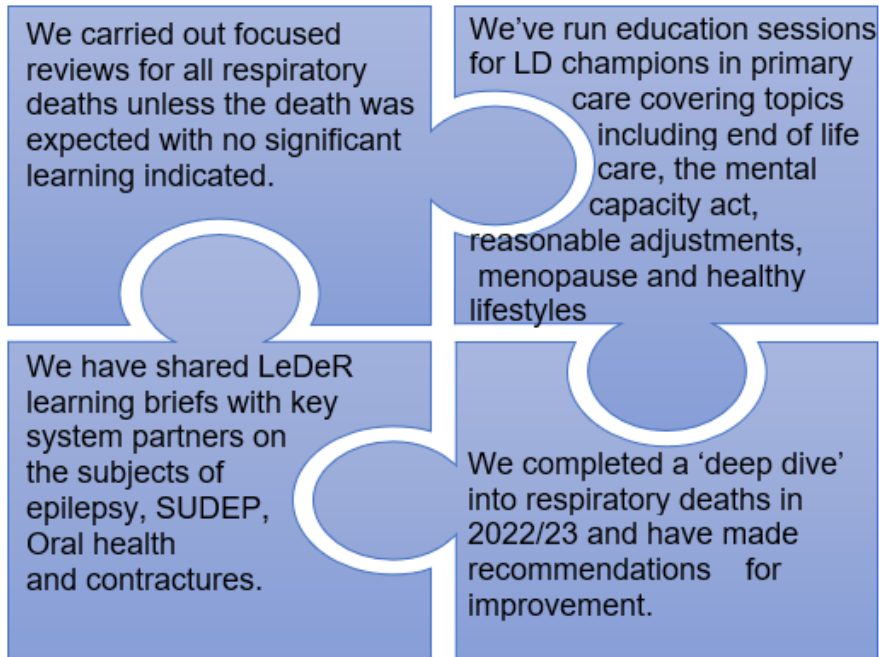 We carried out focused
reviews for all respiratory
deaths unless the death was
expected with no significant
learning indicated.
We've run education sessions
for LD champions in primary
care covering topics
including end of life
care, the mental
capacity act,
reasonable adjustments,
menopause and healthy
lifestyles
We have shared LeDeR
learning briefs with key
system partners on
the subjects of
epilepsy, SUDEP,
Oral health
and contractures.
We completed a ‘deep dive’
into respiratory deaths in
2022/23 and have made
recommendations for
improvement.